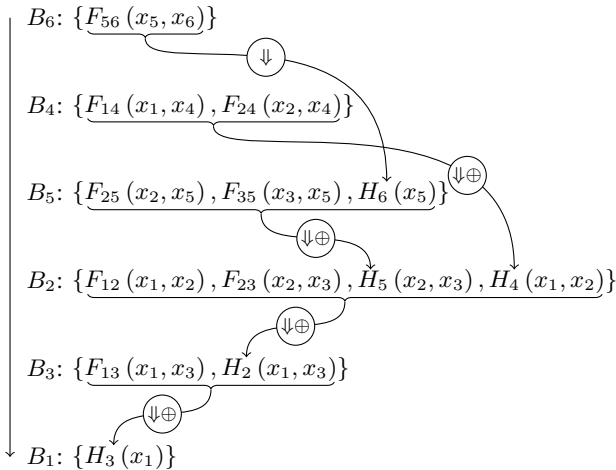 B₆: {F₅₆ (x₅, x₆)}
⇓
B₄: {F₁₄ (x₁, x₄) , F₂₄ (x₂, x₄)}
⇓⊕
B₅: {F₂₅ (x₂, x₅) , F₃₅ (x₃, x₅) , H₆ (x₅)}
⇓⊕
B₂: {F₁₂ (x₁, x₂) , F₂₃ (x₂, x₃) , H₅ (x₂, x₃) , H₄ (x₁, x₂)}
⇓⊕
B₃: {F₁₃ (x₁, x₃) , H₂ (x₁, x₃)}
⇓⊕
B₁: {H₃ (x₁)}